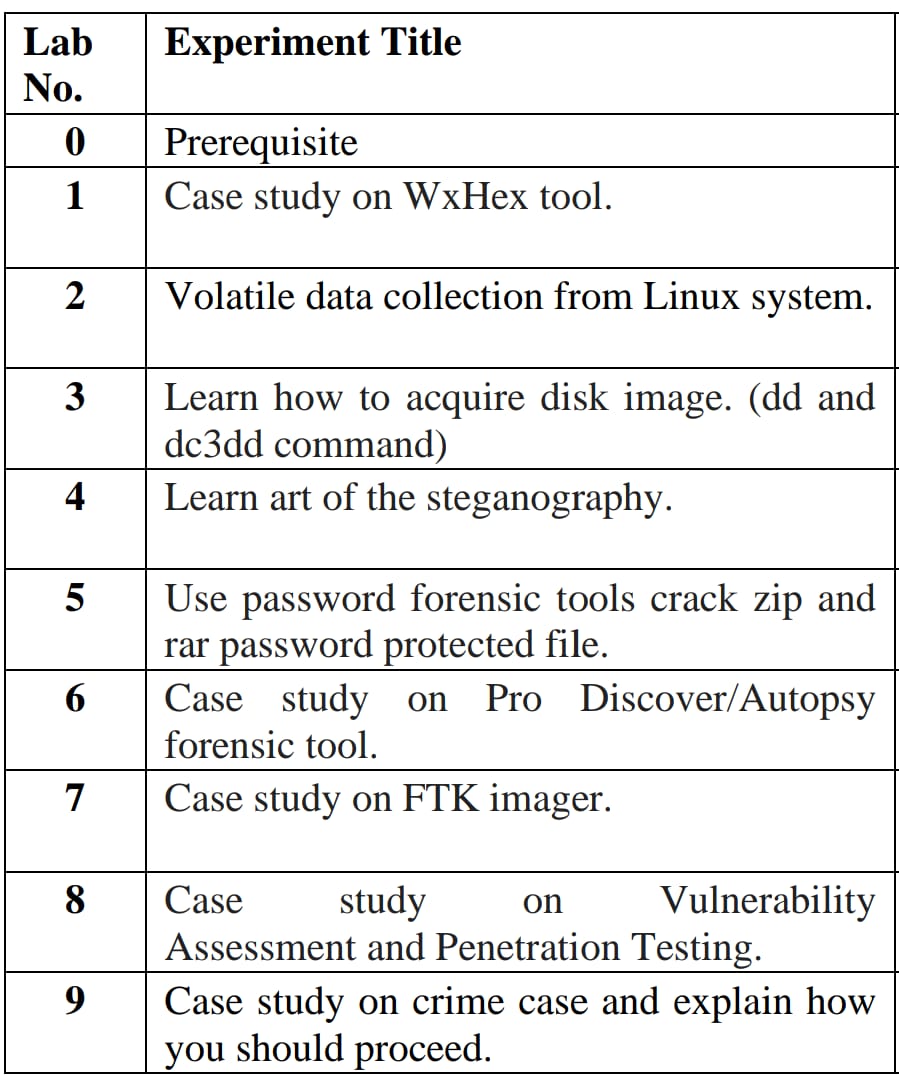 Lab Experiment Title
No.
0 Prerequisite
1 Case study on WxHex tool.
2 Volatile data collection from Linux system.
3 Learn how to acquire disk image. (dd and
dc3dd command)
4 Learn art of the steganography.
5 Use password forensic tools crack zip and
rar password protected file.
6 Case study on Pro Discover/Autopsy
forensic tool.
7 Case study on FTK imager.
8 Case study on Vulnerability
Assessment and Penetration Testing.
9 Case study on crime case and explain how
you should proceed.